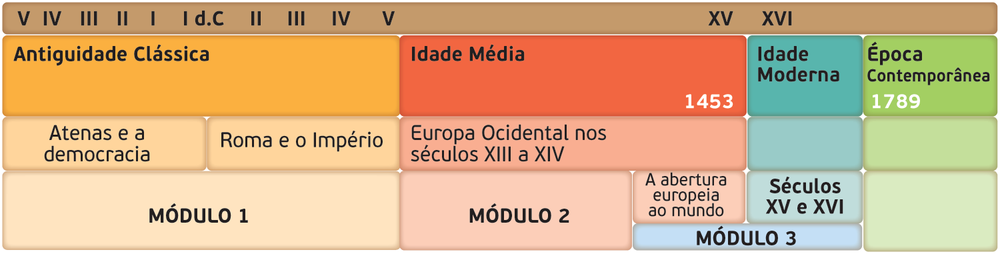 V IV III II I I d.C II III IV V XV XVI
Antiguidade Clássica
Idade Média
1453
Idade
Moderna
Época
Contemporânea
1789
Atenas e a
democracia
Roma e o Império
Europa Ocidental nos
séculos XIII a XIV
MÓDULO 1
MÓDULO 2
A abertura
europeia
ao mundo
Séculos
XV e XVI
MÓDULO 3